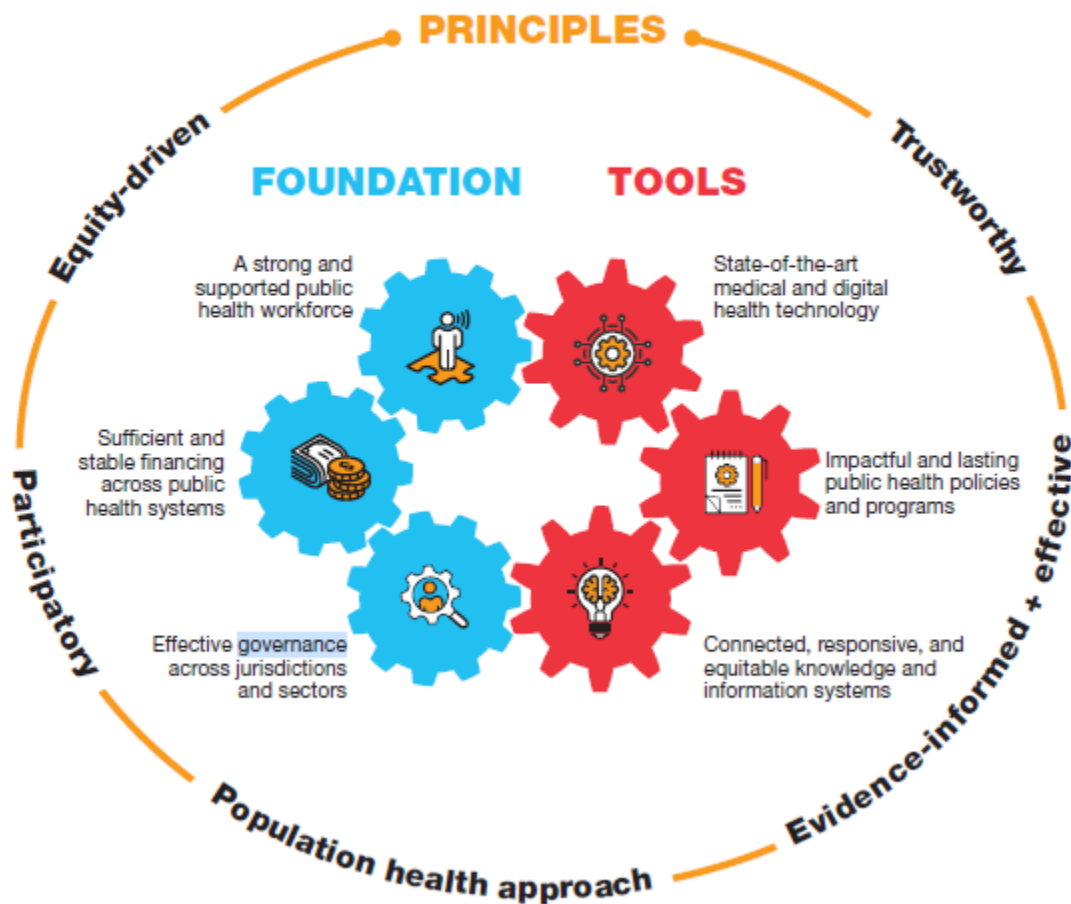 PRINCIPLES
Equity-driven
Trustworthy
FOUNDATION
TOOLS
A strong and
supported public
health workforce
State-of-the-art
medical and digital
health technology
Sufficient and
stable financing
across public
health systems
Impactful and lasting
public health policies
and programs
Effective governance
across jurisdictions
and sectors
Connected, responsive, and
equitable knowledge and
information systems
Participatory
Evidence-informed + effective
Population health approach